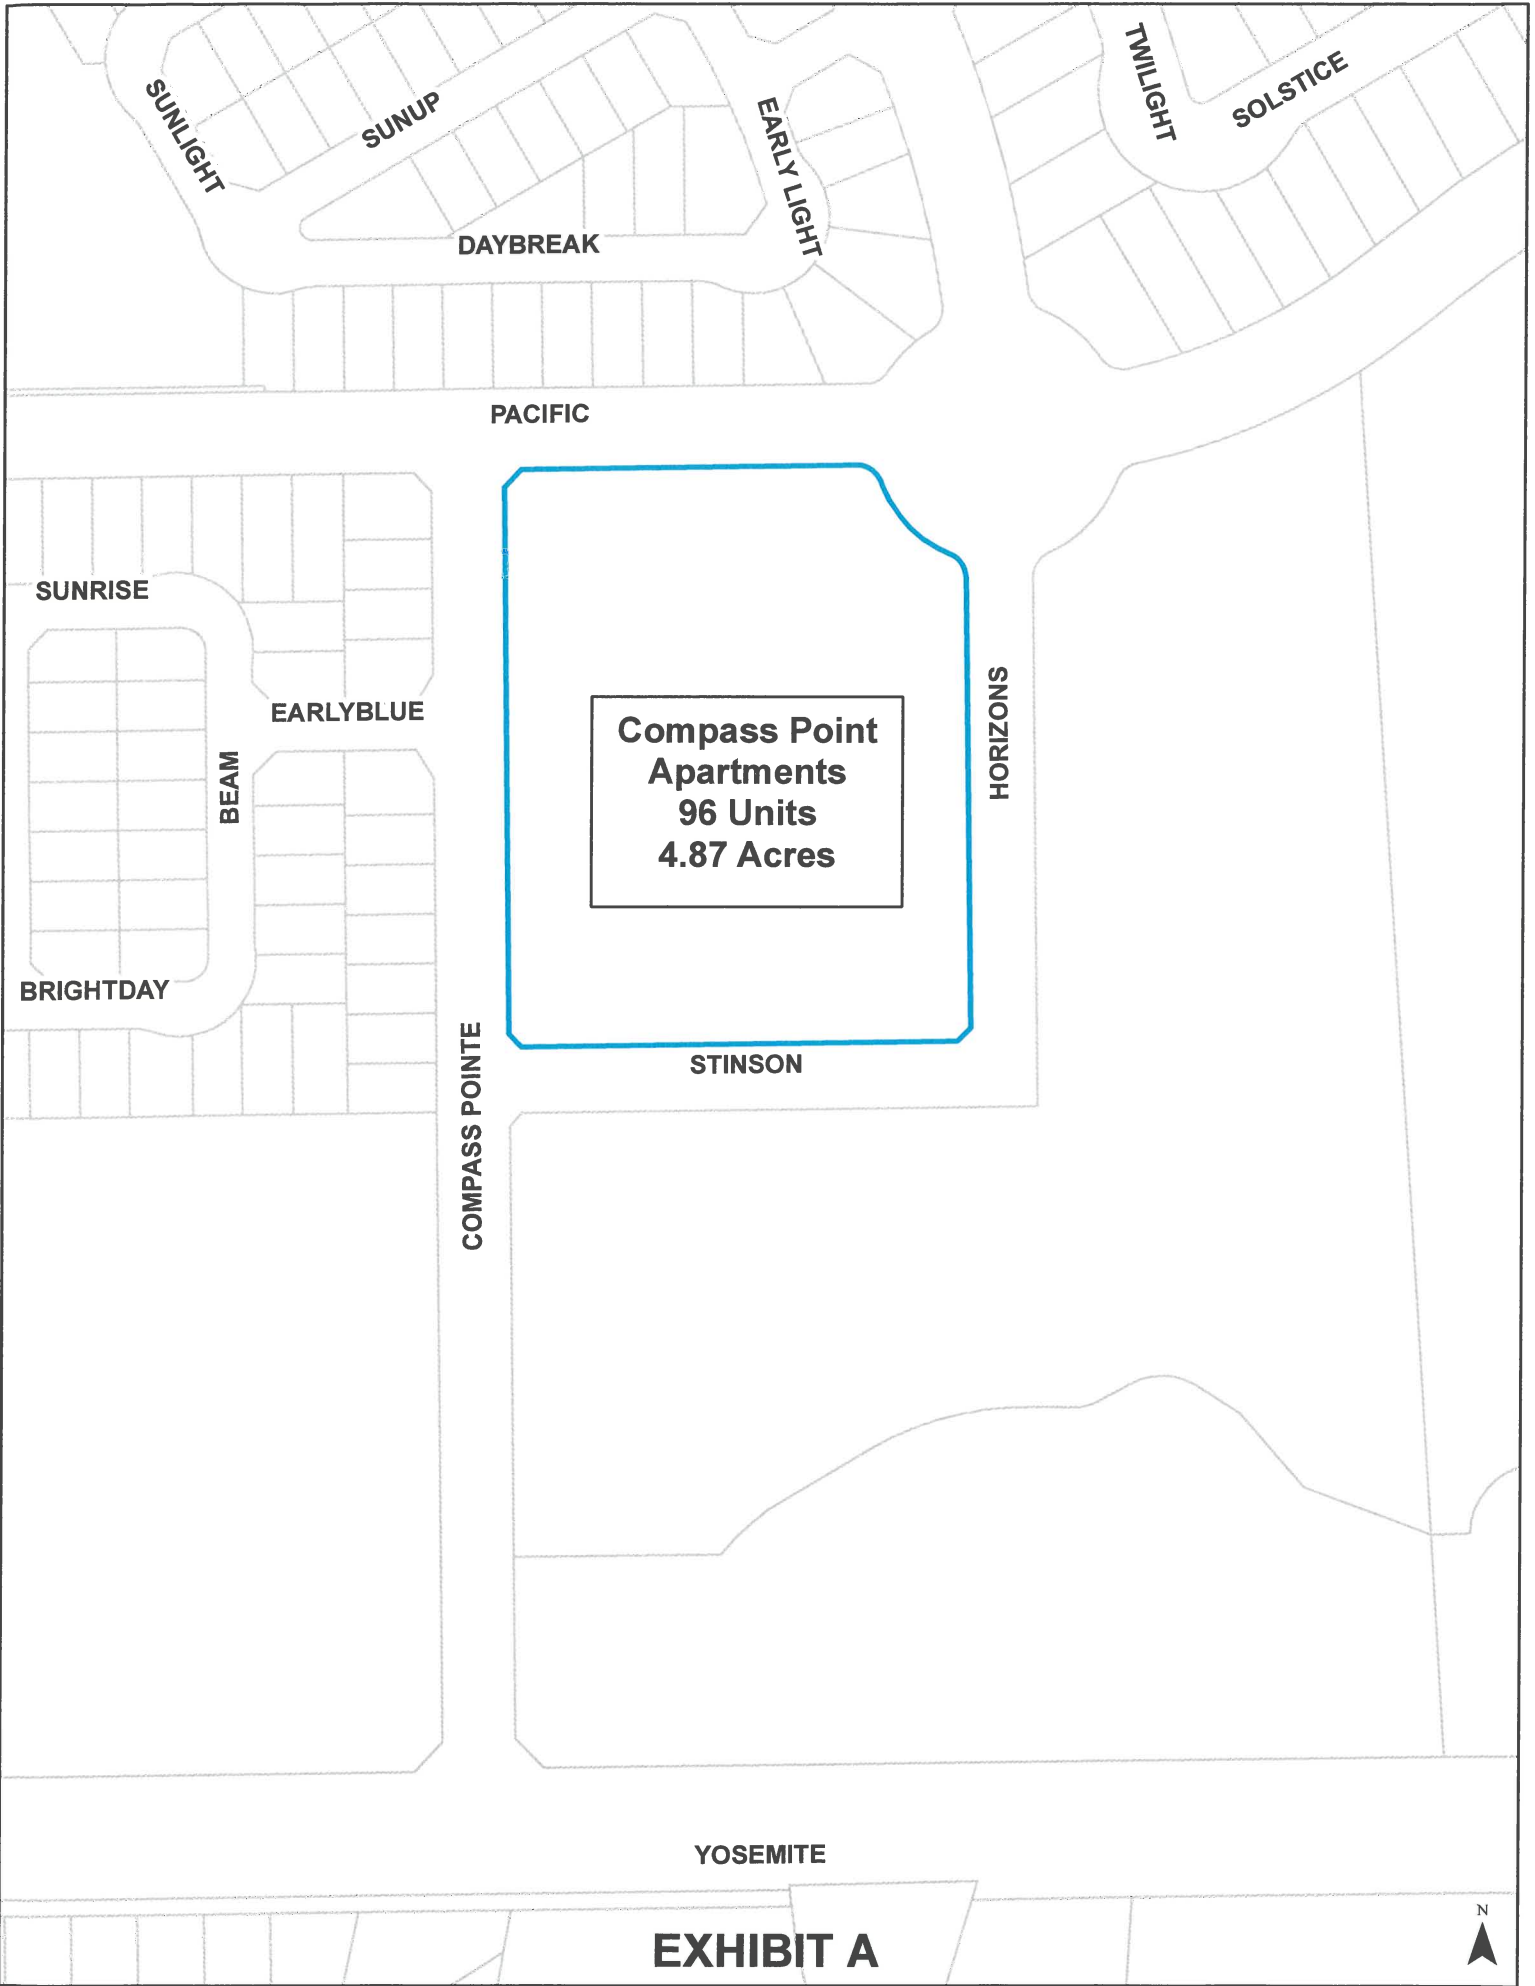 TWILIGHT
SOLSTICE
SUNLIGHT
SUNUP
EARLY LIGHT
DAYBREAK
PACIFIC
SUNRISE
EARLYBLUE
HORIZONS
BEAM
Compass Point
Apartments
96 Units
4.87 Acres
BRIGHTDAY
STINSON
COMPASS POINTE
YOSEMITE
N
EXHIBIT A